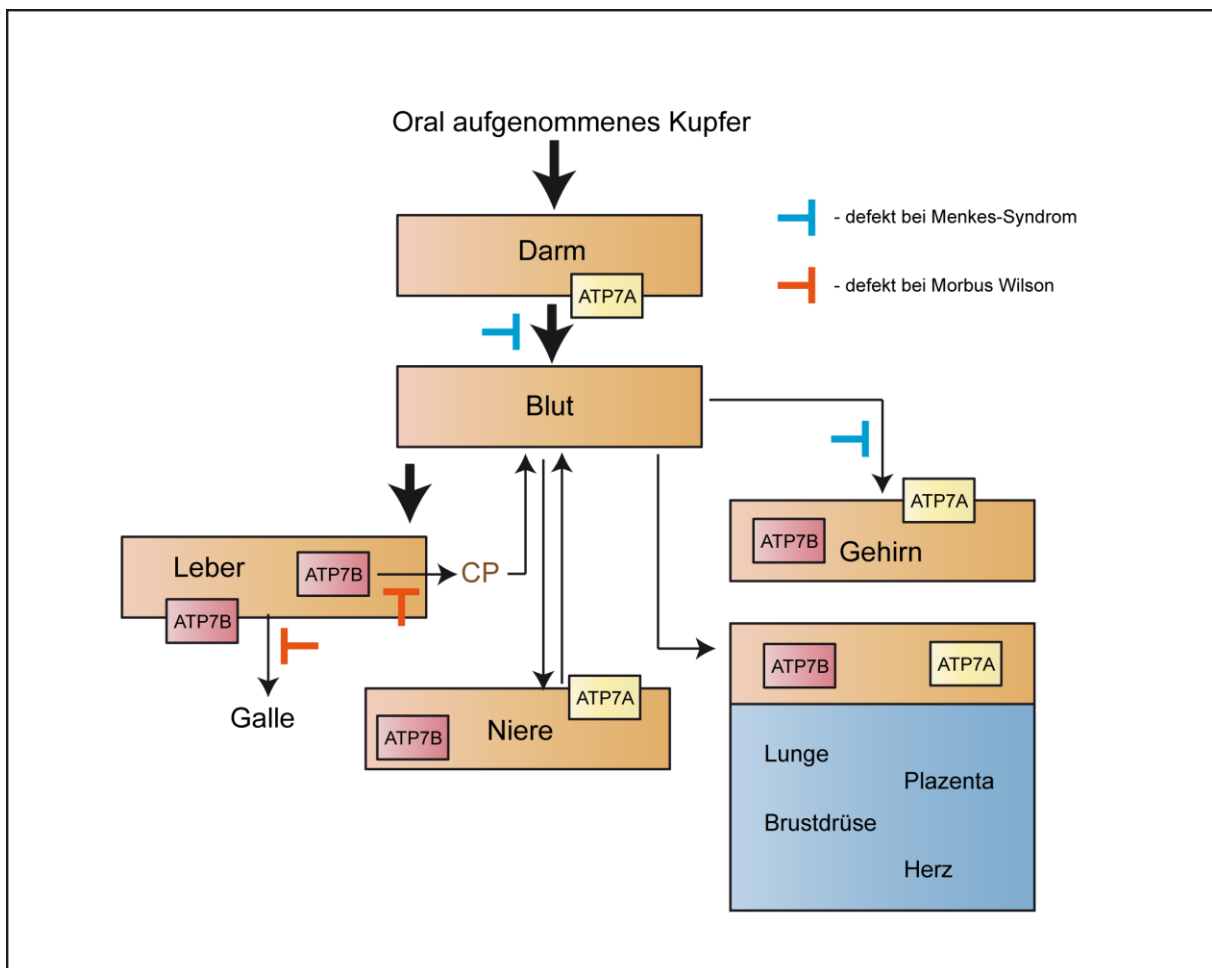 Oral aufgenommenes Kupfer
Darm
ATP7A
- defekt bei Menkes-Syndrom
- defekt bei Morbus Wilson
Blut
Leber
ATP7B
ATP7B
CP
Galle
ATP7A
ATP7B
Gehirn
ATP7A
ATP7B
Niere
ATP7B
ATP7A
Lunge
Plazenta
Brustdrüse
Herz